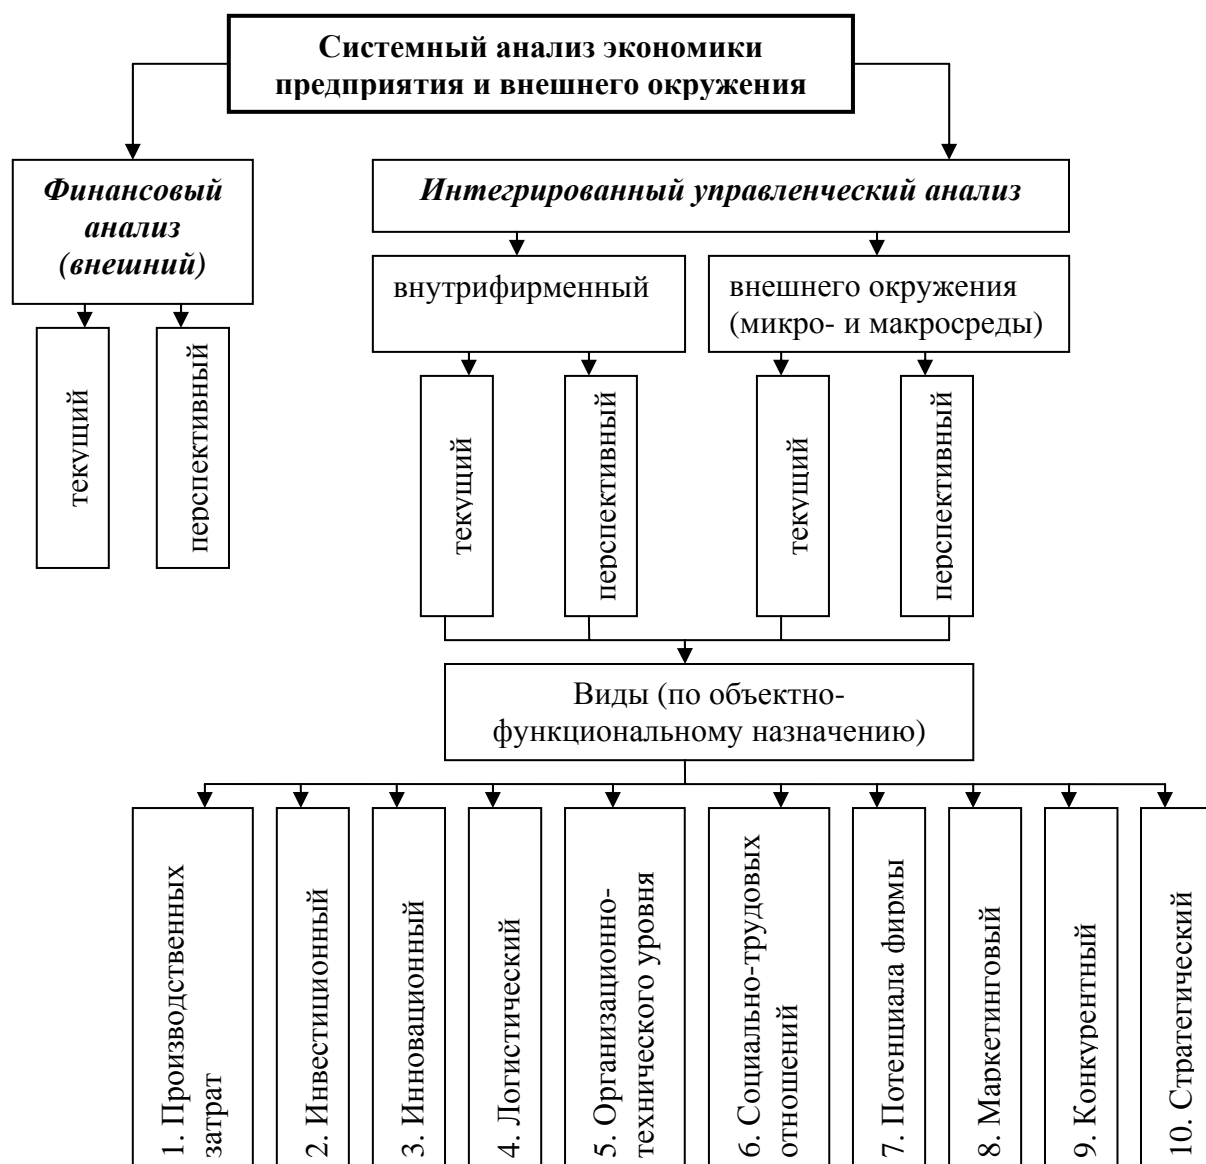 Системный анализ экономики
предприятия и внешнего окружения
Финансовый
анализ
(внешний)
Интегрированный управленческий анализ
внутрифирменный
внешнего окружения
(микро- и макросреды)
текущий
перспективный
текущий
перспективный
текущий
перспективный
Виды (по объектно-
функциональному назначению)
1. Производственных
затрат
2. Инвестиционный
3. Инновационный
4. Логистический
5. Организационно-
технического уровня
6. Социально-трудовых
отношений
7. Потенциала фирмы
8. Маркетинговый
9. Конкурентный
10. Стратегический